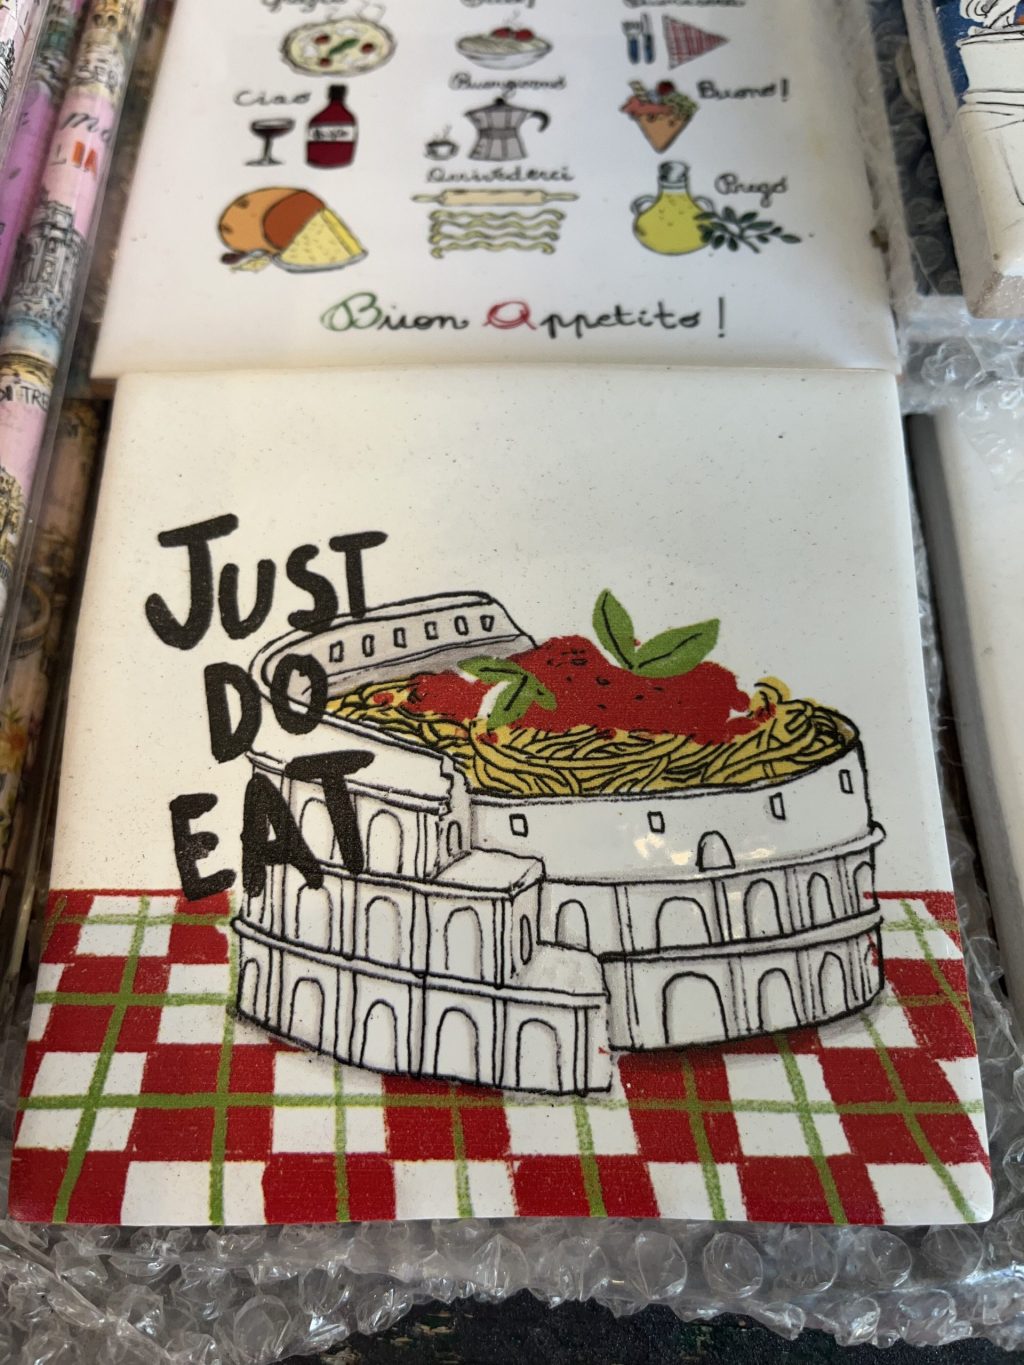 Ciao
Buongiorno
Buono!
Arrivederci
Prego
Buon Appetito!
JUST
DO
EAT